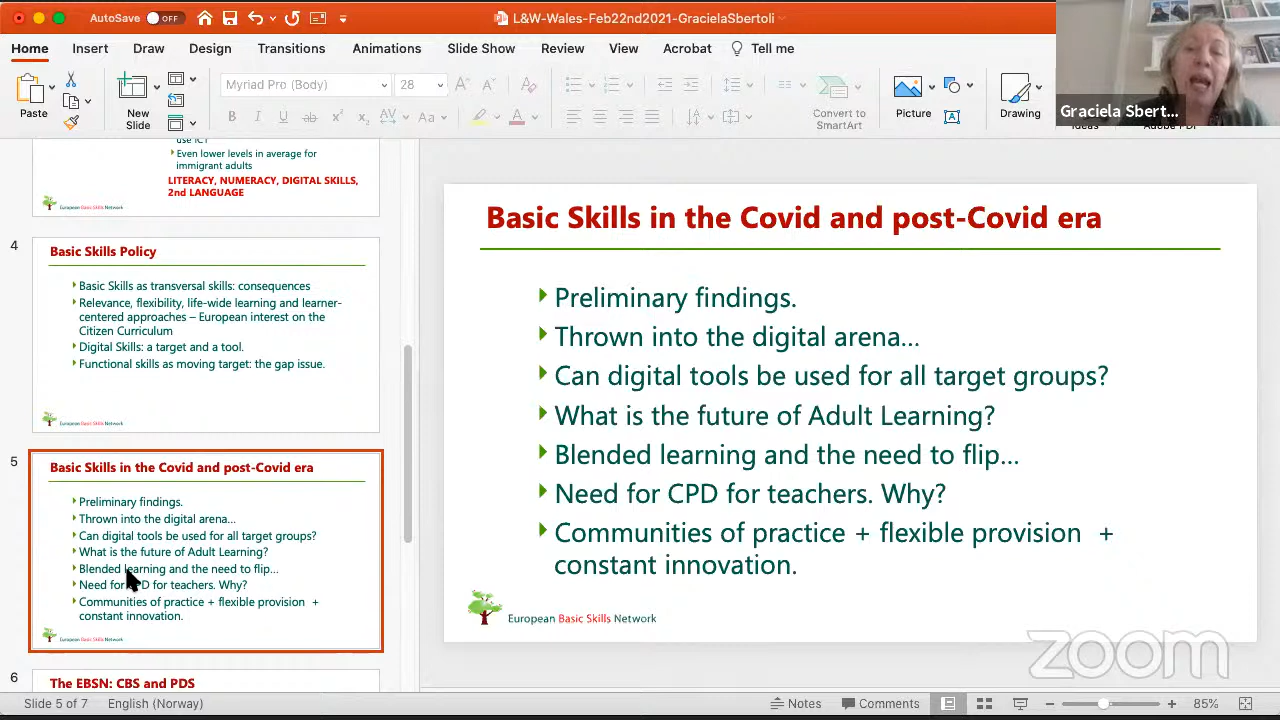 AutoSave OFF
L&W-Wales-Feb22nd2021-GracielaSbertoli
Home Insert Draw Design Transitions Animations Slide Show Review View Acrobat Tell me
Myriad Pro (Body) 28
Paste
New
Slide
Convert to
SmartArt
Picture
Drawing
Graciela Sbert...
use ICT
Even lower levels in average for
immigrant adults
LITERACY, NUMERACY, DIGITAL SKILLS,
2nd LANGUAGE
European Basic Skills Network
4
Basic Skills Policy
Basic Skills as transversal skills: consequences
Relevance, flexibility, life-wide learning and learner-
centered approaches – European interest on the
Citizen Curriculum
Digital Skills: a target and a tool.
Functional skills as moving target: the gap issue.
European Basic Skills Network
5
Basic Skills in the Covid and post-Covid era
Preliminary findings.
Thrown into the digital arena...
Can digital tools be used for all target groups?
What is the future of Adult Learning?
Blended learning and the need to flip...
Need for CPD for teachers. Why?
Communities of practice + flexible provision +
constant innovation.
European Basic Skills Network
6
The EBSN: CBS and PDS
Basic Skills in the Covid and post-Covid era
Preliminary findings.
Thrown into the digital arena...
Can digital tools be used for all target groups?
What is the future of Adult Learning?
Blended learning and the need to flip...
Need for CPD for teachers. Why?
Communities of practice + flexible provision +
constant innovation.
European Basic Skills Network
zoom
Slide 5 of 7 English (Norway) Notes Comments 85%